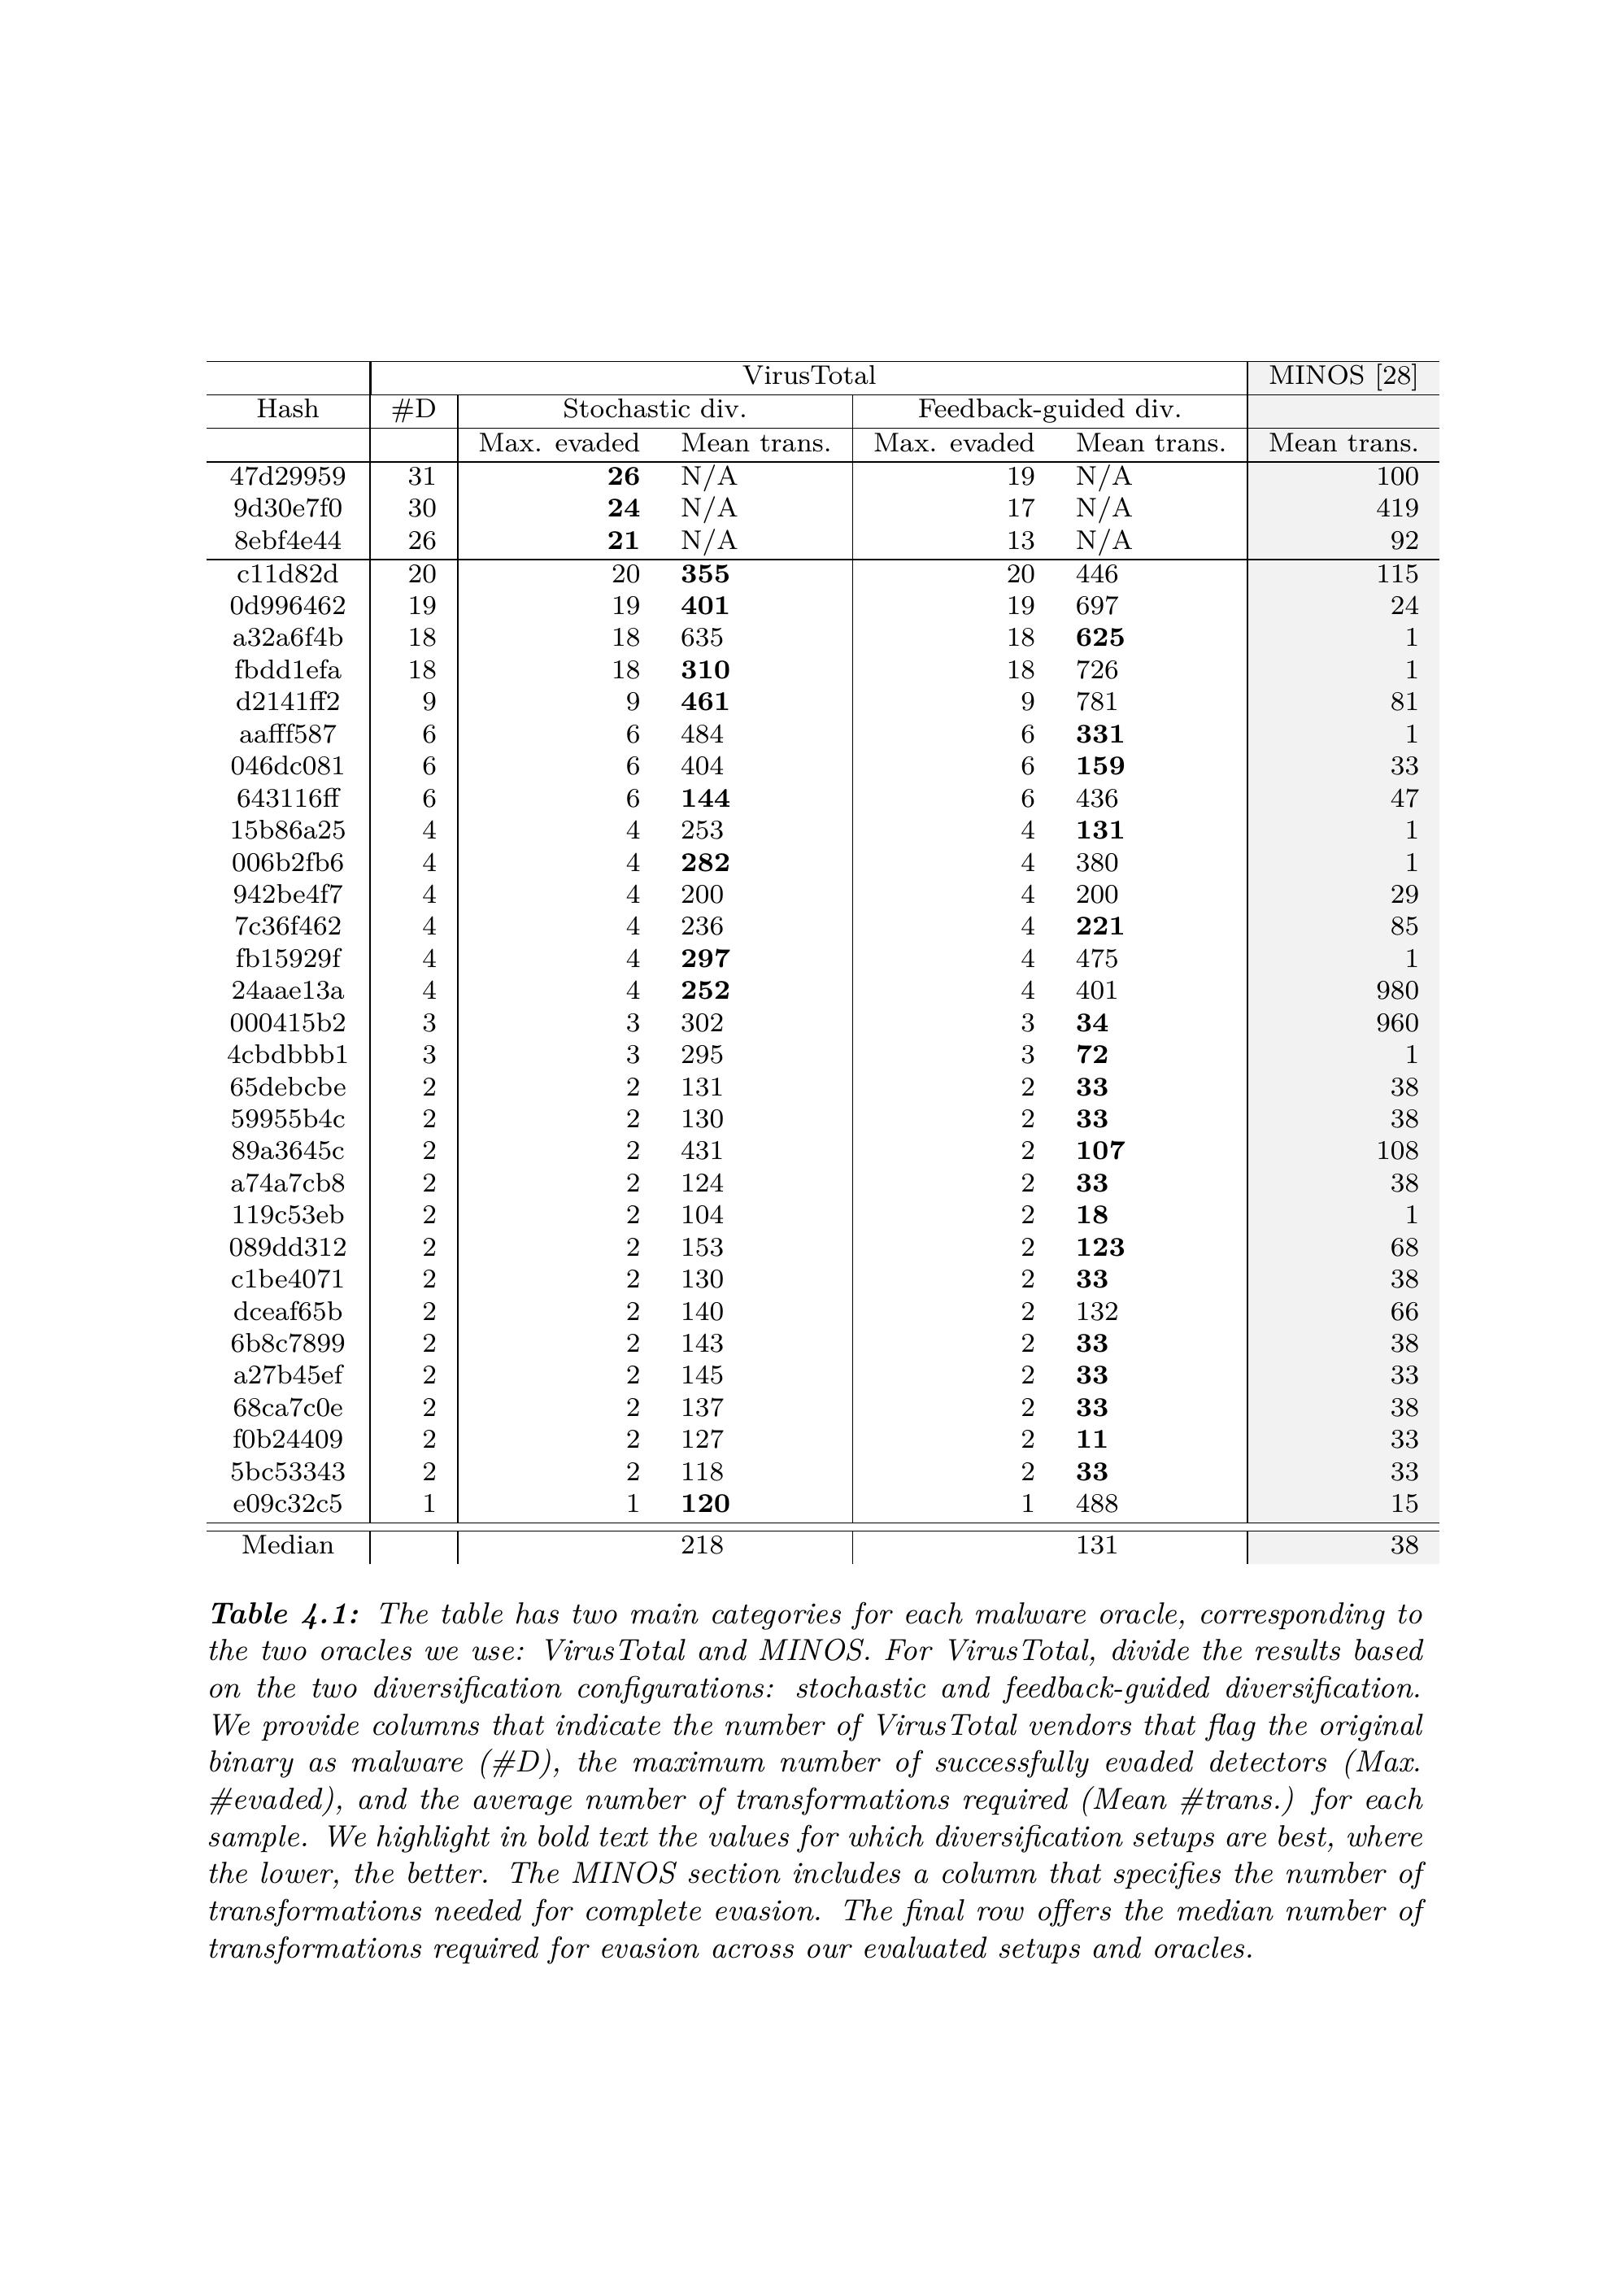 VirusTotal MINOS [28]
Hash #D Stochastic div. Feedback-guided div.
Max. evaded Mean trans. Max. evaded Mean trans. Mean trans.
47d29959 31 26 N/A 19 N/A 100
9d30e7f0 30 24 N/A 17 N/A 419
8ebf4e44 26 21 N/A 13 N/A 92
c11d82d 20 20 355 20 446 115
0d996462 19 19 401 19 697 24
a32a6f4b 18 18 635 18 625 1
fbdd1efa 18 18 310 18 726 1
d2141ff2 9 9 461 9 781 81
aafff587 6 6 484 6 331 1
046dc081 6 6 404 6 159 33
643116ff 6 6 144 6 436 47
15b86a25 4 4 253 4 131 1
006b2fb6 4 4 282 4 380 1
942be4f7 4 4 200 4 200 29
7c36f462 4 4 236 4 221 85
fb15929f 4 4 297 4 475 1
24aae13a 4 4 252 4 401 980
000415b2 3 3 302 3 34 960
4cbdbbb1 3 3 295 3 72 1
65debcbe 2 2 131 2 33 38
59955b4c 2 2 130 2 33 38
89a3645c 2 2 431 2 107 108
a74a7cb8 2 2 124 2 33 38
119c53eb 2 2 104 2 18 1
089dd312 2 2 153 2 123 68
c1be4071 2 2 130 2 33 38
dceaf65b 2 2 140 2 132 66
6b8c7899 2 2 143 2 33 38
a27b45ef 2 2 145 2 33 33
68ca7c0e 2 2 137 2 33 38
f0b24409 2 2 127 2 11 33
5bc53343 2 2 118 2 33 33
e09c32c5 1 1 120 1 488 15
Median 218 131 38
Table 4.1: The table has two main categories for each malware oracle, corresponding to
the two oracles we use: VirusTotal and MINOS. For VirusTotal, divide the results based
on the two diversification configurations: stochastic and feedback-guided diversification.
We provide columns that indicate the number of VirusTotal vendors that flag the original
binary as malware (#D), the maximum number of successfully evaded detectors (Max.
#evaded), and the average number of transformations required (Mean #trans.) for each
sample. We highlight in bold text the values for which diversification setups are best, where
the lower, the better. The MINOS section includes a column that specifies the number of
transformations needed for complete evasion. The final row offers the median number of
transformations required for evasion across our evaluated setups and oracles.